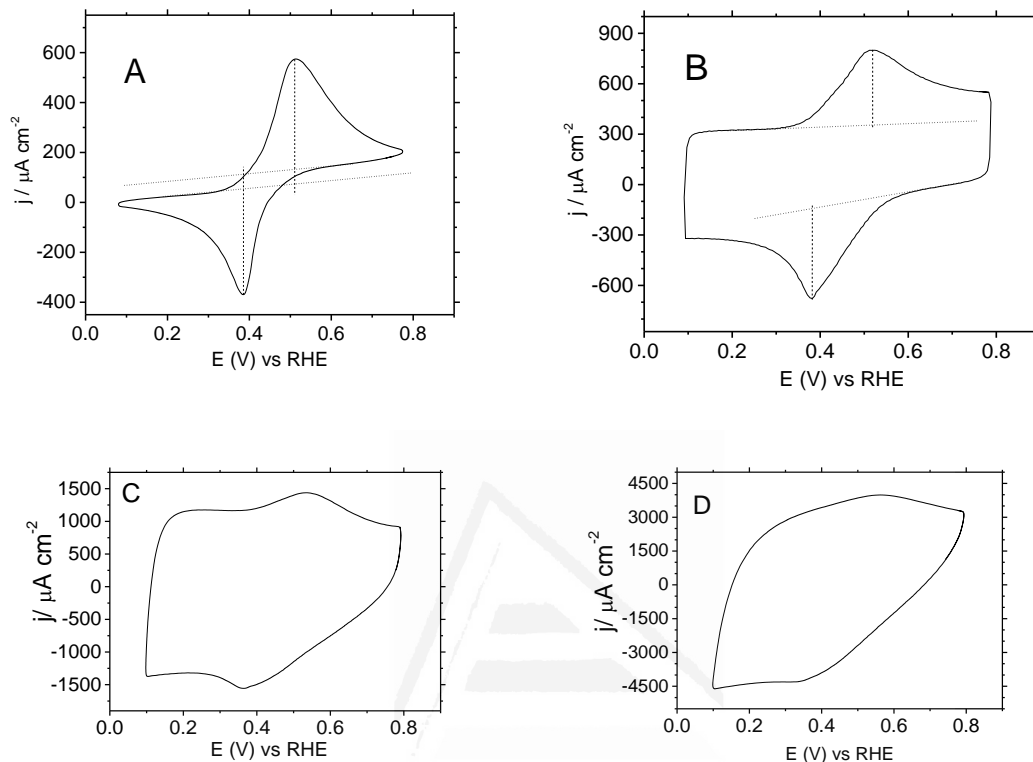 A
600
400
200
0
-200
-400
0.0 0.2 0.4 0.6 0.8
E (V) vs RHE
j / μA cm-2
B
900
600
300
0
-300
-600
0.0 0.2 0.4 0.6 0.8
E (V) vs RHE
j / μA cm-2
C
1500
1000
500
0
-500
-1000
-1500
0.0 0.2 0.4 0.6 0.8
E (V) vs RHE
j/ μA cm-2
D
4500
3000
1500
0
-1500
-3000
-4500
0.0 0.2 0.4 0.6 0.8
E (V) vs RHE
j/ μA cm-2